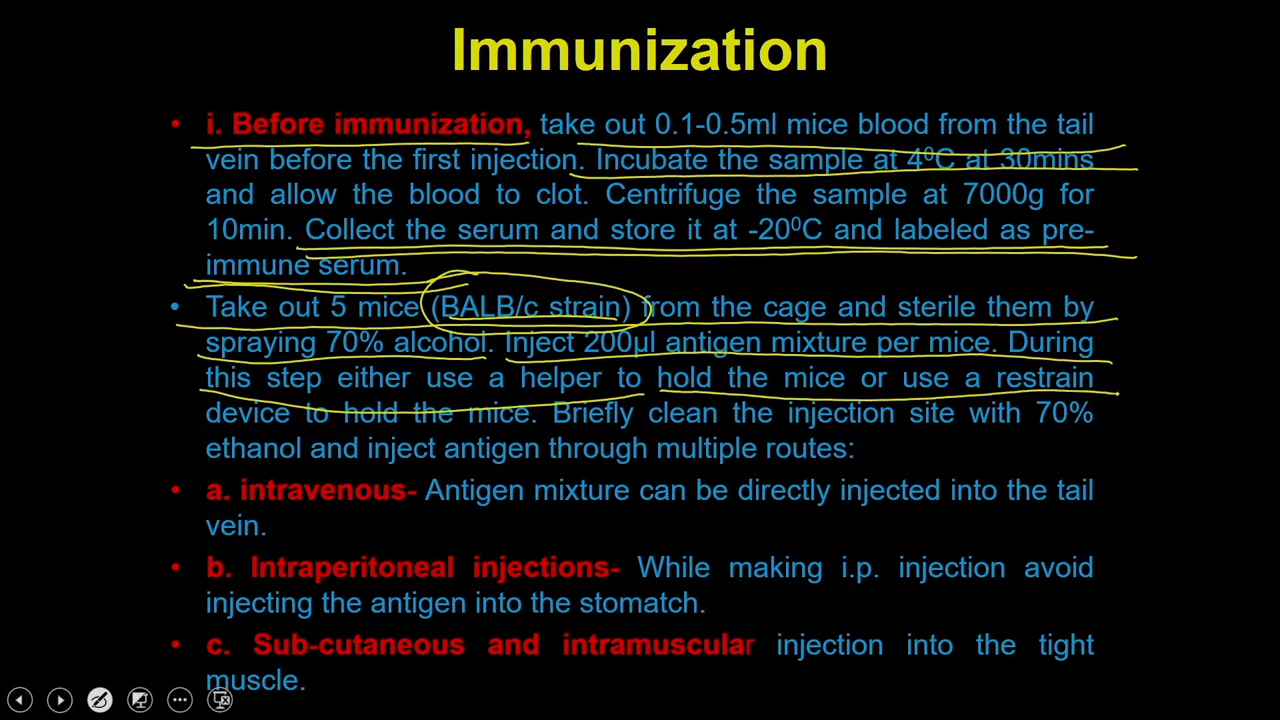 Immunization
• i. Before immunization, take out 0.1-0.5ml mice blood from the tail
vein before the first injection. Incubate the sample at 4⁰C at 30mins
and allow the blood to clot. Centrifuge the sample at 7000g for
10min. Collect the serum and store it at -20⁰C and labeled as pre-
immune serum.
• Take out 5 mice (BALB/c strain) from the cage and sterile them by
spraying 70% alcohol. Inject 200µl antigen mixture per mice. During
this step either use a helper to hold the mice or use a restrain
device to hold the mice. Briefly clean the injection site with 70%
ethanol and inject antigen through multiple routes:
• a. intravenous- Antigen mixture can be directly injected into the tail
vein.
• b. Intraperitoneal injections- While making i.p. injection avoid
injecting the antigen into the stomatch.
• c. Sub-cutaneous and intramuscular injection into the tight
muscle.